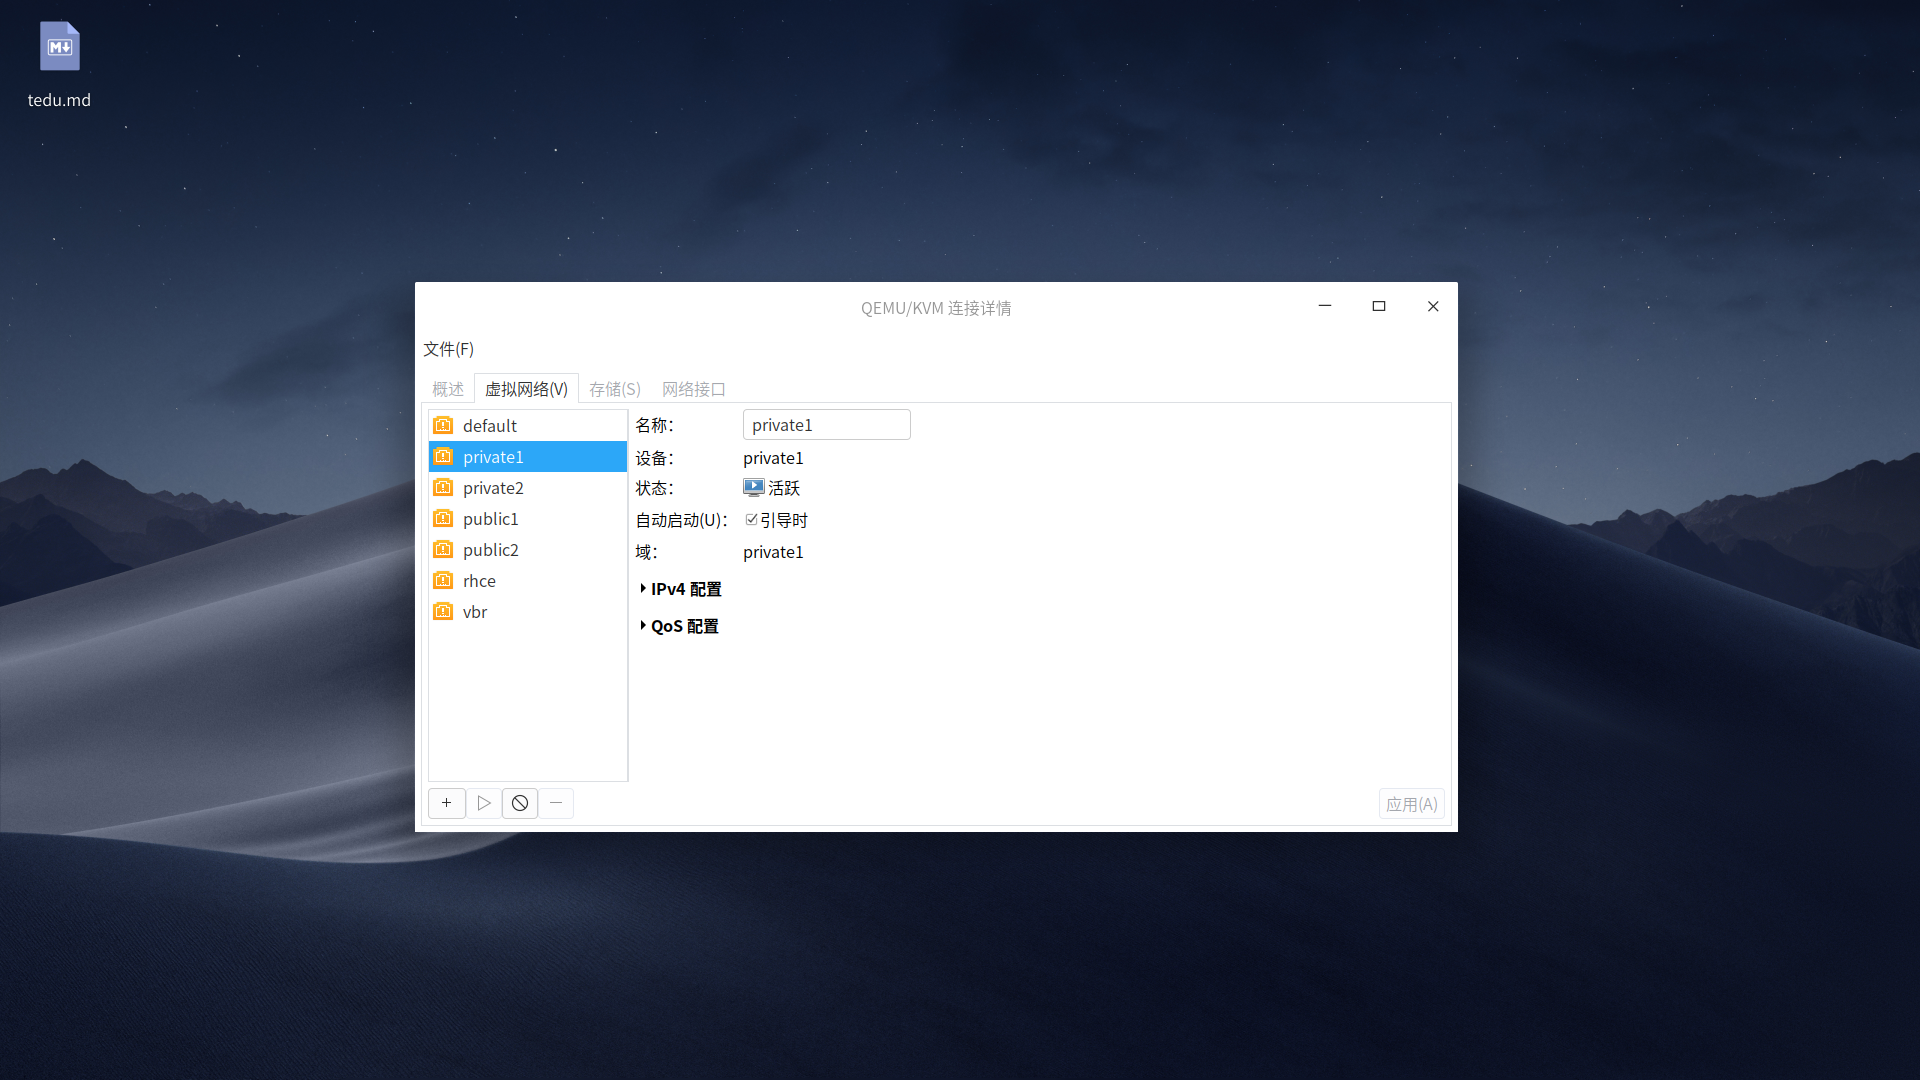 tedu.md
QEMU/KVM 连接详情
文件(F)
概述 虚拟网络(V) 存储(S) 网络接口
default
private1
private2
public1
public2
rhce
vbr
名称： private1
设备： private1
状态： 活跃
自动启动(U)： 引导时
域： private1
IPv4 配置
QoS 配置
应用(A)